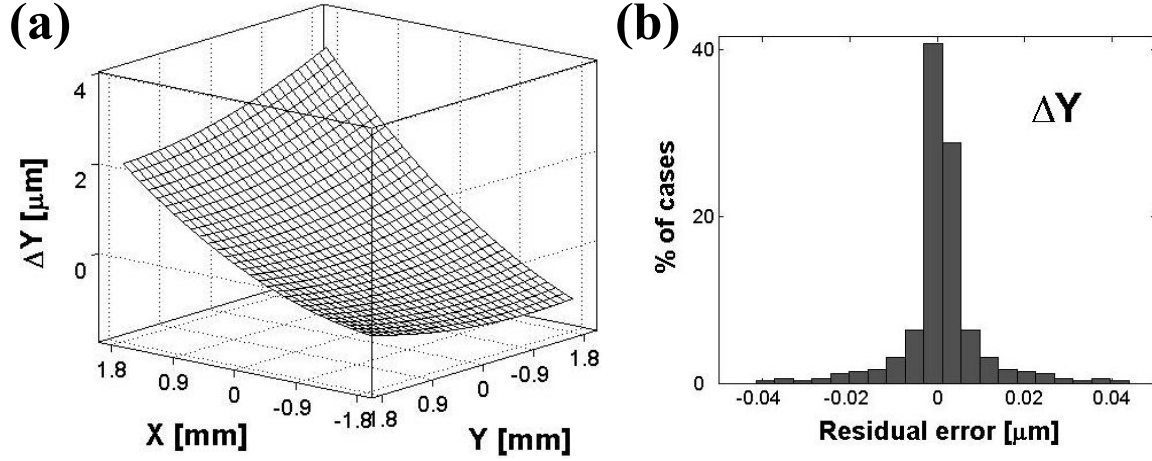 (a)
4
2
0
ΔY [μm]
1.8
0.9
0
-0.9
-1.8
X [mm]
1.8
0.9
0
-0.9
-1.8
Y [mm]
(b)
40
20
0
% of cases
ΔY
-0.04
-0.02
0
0.02
0.04
Residual error [μm]